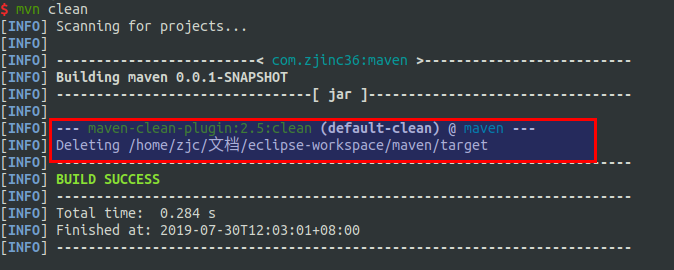 $ mvn clean
[INFO] Scanning for projects...
[INFO]
[INFO] -------------------------< com.zjinc36:maven >--------------------------
[INFO] Building maven 0.0.1-SNAPSHOT
[INFO] --------------------------------[ jar ]---------------------------------
[INFO]
[INFO] --- maven-clean-plugin:2.5:clean (default-clean) @ maven ---
[INFO] Deleting /home/zjc/文档/eclipse-workspace/maven/target
[INFO] ------------------------------------------------------------------------
[INFO] BUILD SUCCESS
[INFO] ------------------------------------------------------------------------
[INFO] Total time:  0.284 s
[INFO] Finished at: 2019-07-30T12:03:01+08:00
[INFO] ------------------------------------------------------------------------